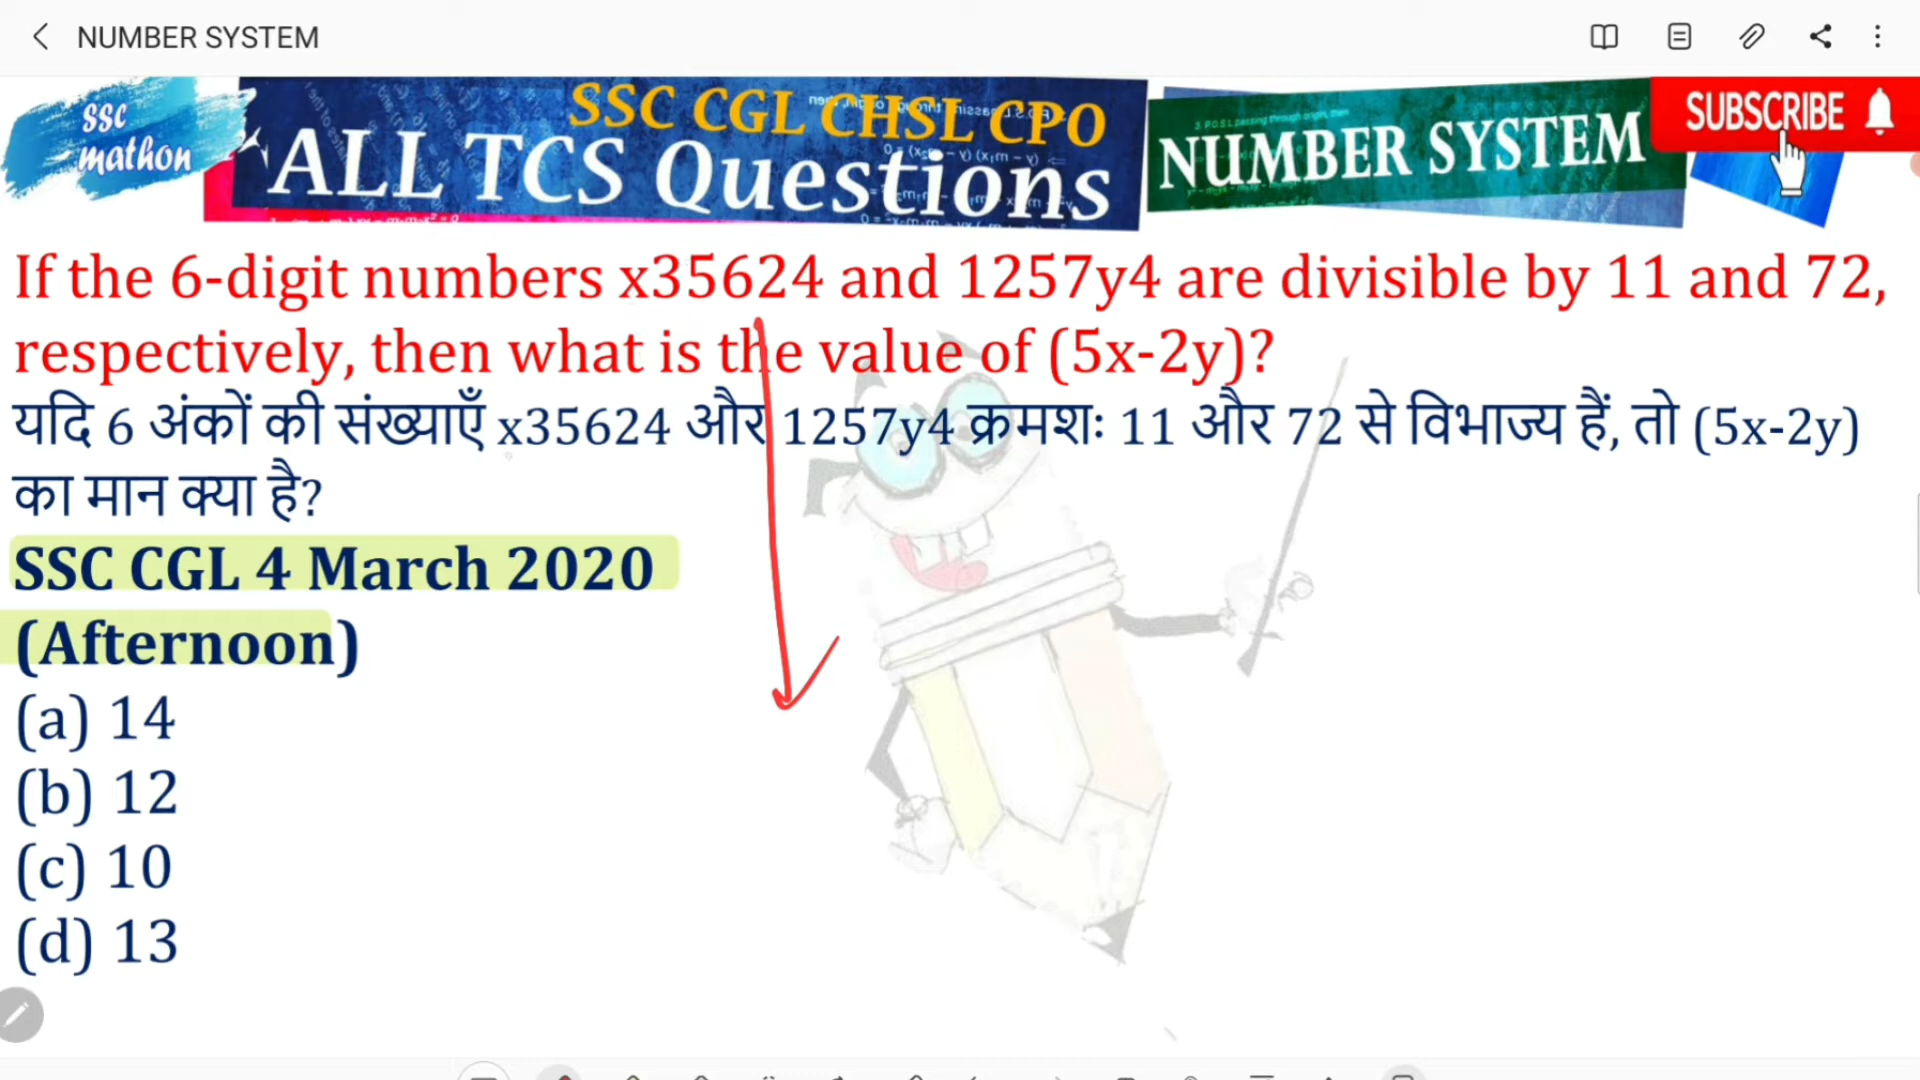 NUMBER SYSTEM
SSC CGL CHSL CPO
SSC
mathon
ALL TCS Questions
NUMBER SYSTEM
SUBSCRIBE
If the 6-digit numbers x35624 and 1257y4 are divisible by 11 and 72,
respectively, then what is the value of (5x-2y)?
यदि 6 अंकों की संख्याएँ x35624 और 1257y4 क्रमशः 11 और 72 से विभाज्य हैं, तो (5x-2y)
का मान क्या है?
SSC CGL 4 March 2020
(Afternoon)
(a) 14
(b) 12
(c) 10
(d) 13